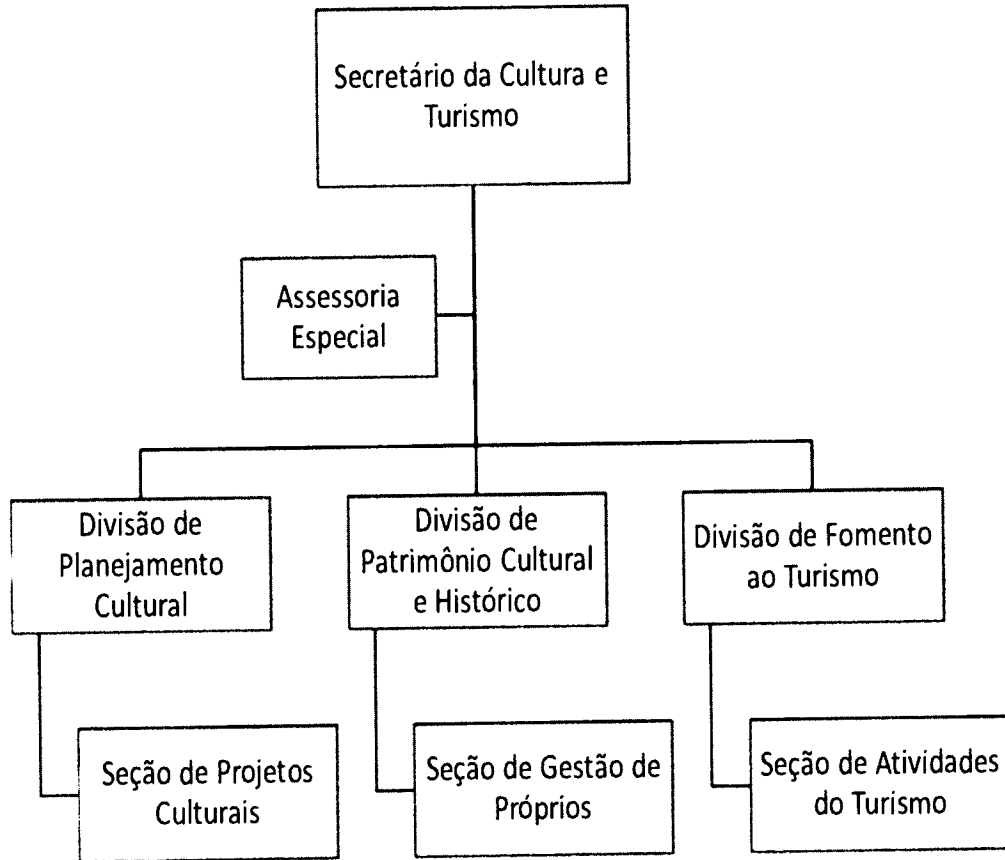 Secretário da Cultura e
Turismo
Assessoria
Especial
Divisão de
Planejamento
Cultural
Divisão de
Patrimônio Cultural
e Histórico
Divisão de Fomento
ao Turismo
Seção de Projetos
Culturais
Seção de Gestão de
Próprios
Seção de Atividades
do Turismo